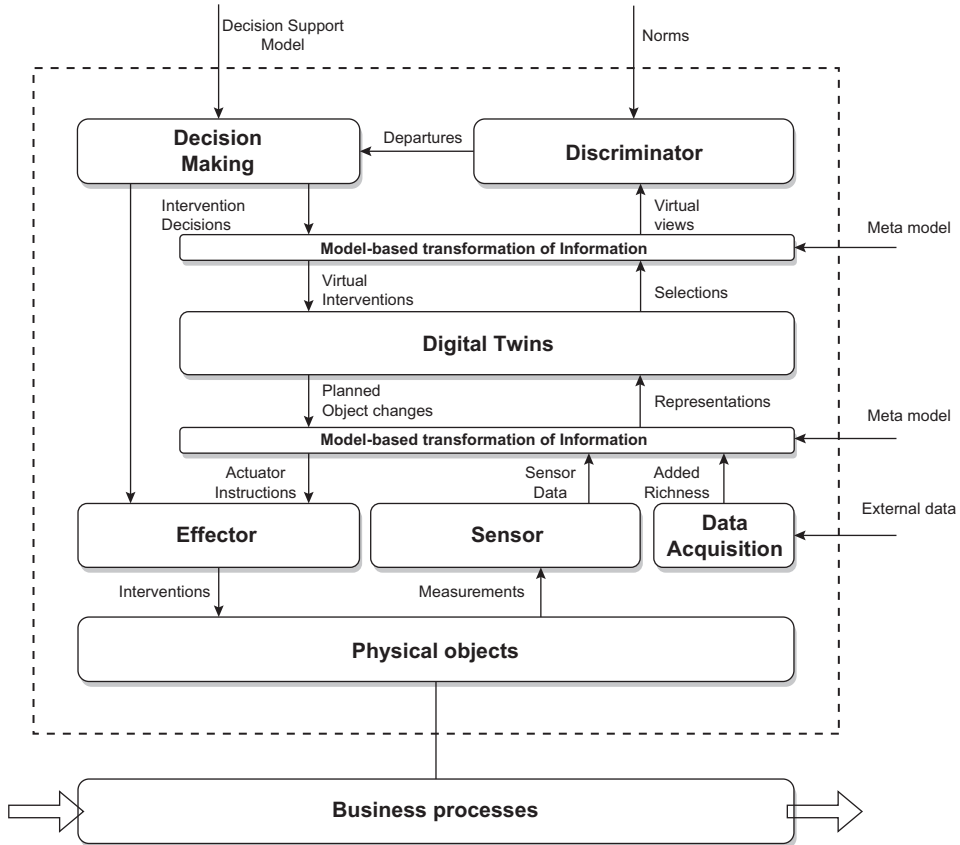 Decision Support
Model
Norms
Decision
Making
Departures
Discriminator
Intervention
Decisions
Virtual
views
Model-based transformation of Information
Meta model
Virtual
Interventions
Selections
Digital Twins
Planned
Object changes
Representations
Model-based transformation of Information
Meta model
Actuator
Instructions
Sensor
Data
Added
Richness
External data
Effector
Sensor
Data
Acquisition
Interventions
Measurements
Physical objects
Business processes